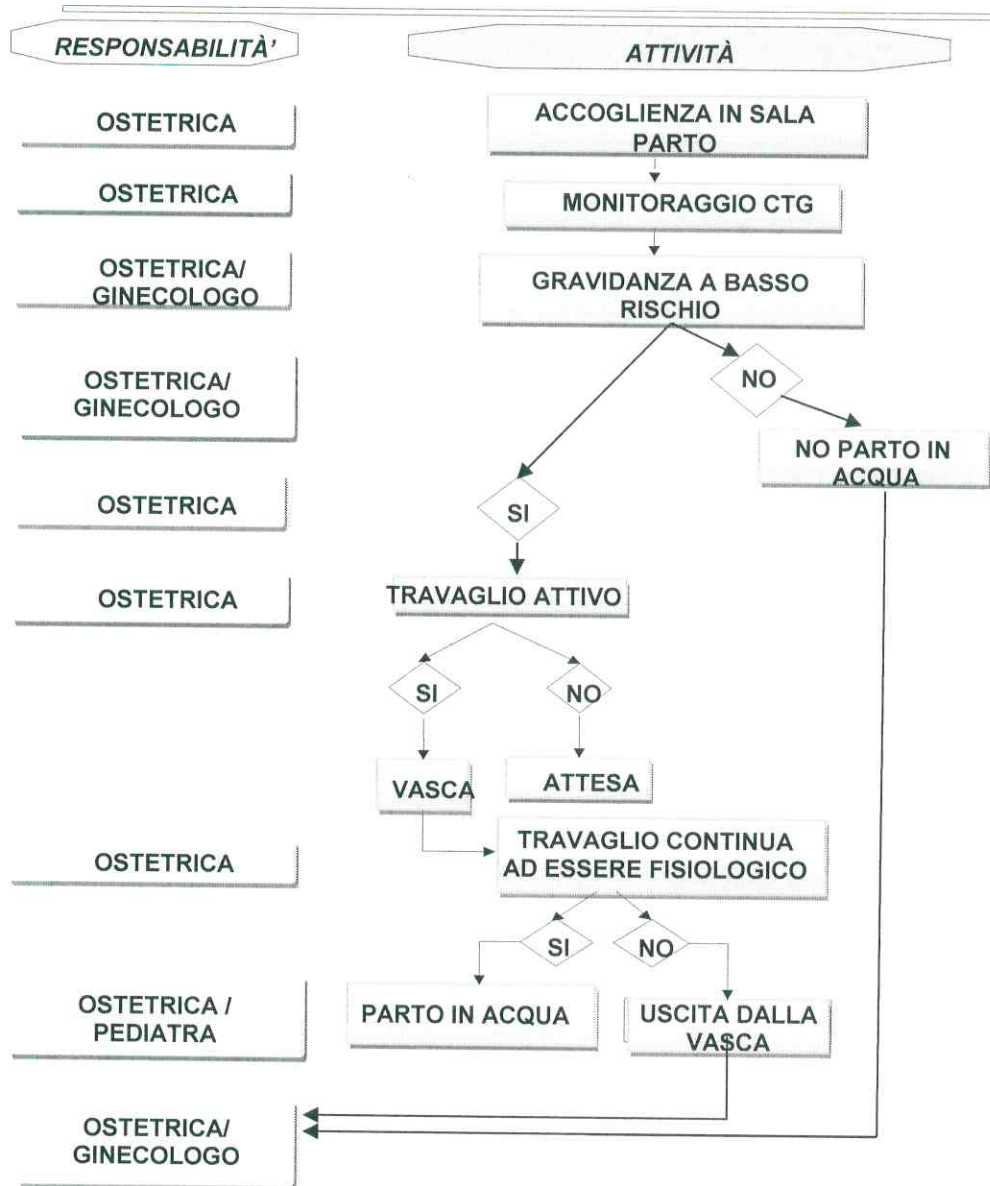 RESPONSABILITÀ'
ATTIVITÀ
OSTETRICA
ACCOGLIENZA IN SALA
PARTO
OSTETRICA
MONITORAGGIO CTG
OSTETRICA/
GINECOLOGO
GRAVIDANZA A BASSO
RISCHIO
OSTETRICA/
GINECOLOGO
NO
NO PARTO IN
ACQUA
OSTETRICA
SI
OSTETRICA
TRAVAGLIO ATTIVO
SI
NO
VASCA
ATTESA
OSTETRICA
TRAVAGLIO CONTINUA
AD ESSERE FISIOLOGICO
SI
NO
OSTETRICA /
PEDIATRA
PARTO IN ACQUA
USCITA DALLA
VASCA
OSTETRICA/
GINECOLOGO